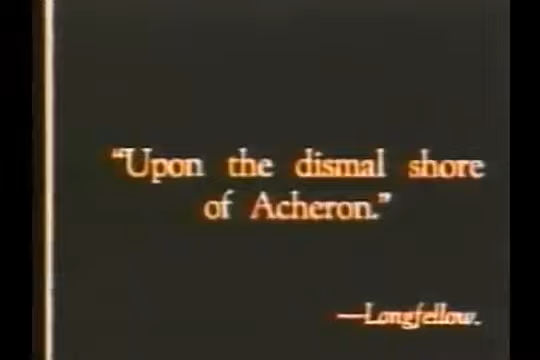 “Upon the dismal shore
of Acheron.”
—Longfellow.